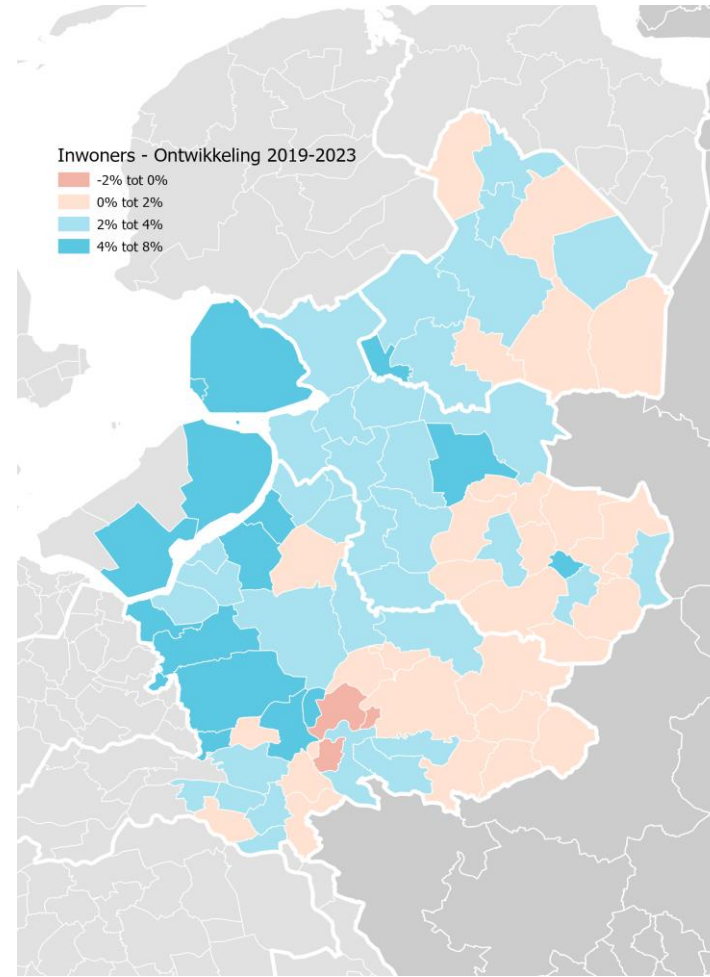 Inwoners - Ontwikkeling 2019-2023
-2% tot 0%
0% tot 2%
2% tot 4%
4% tot 8%